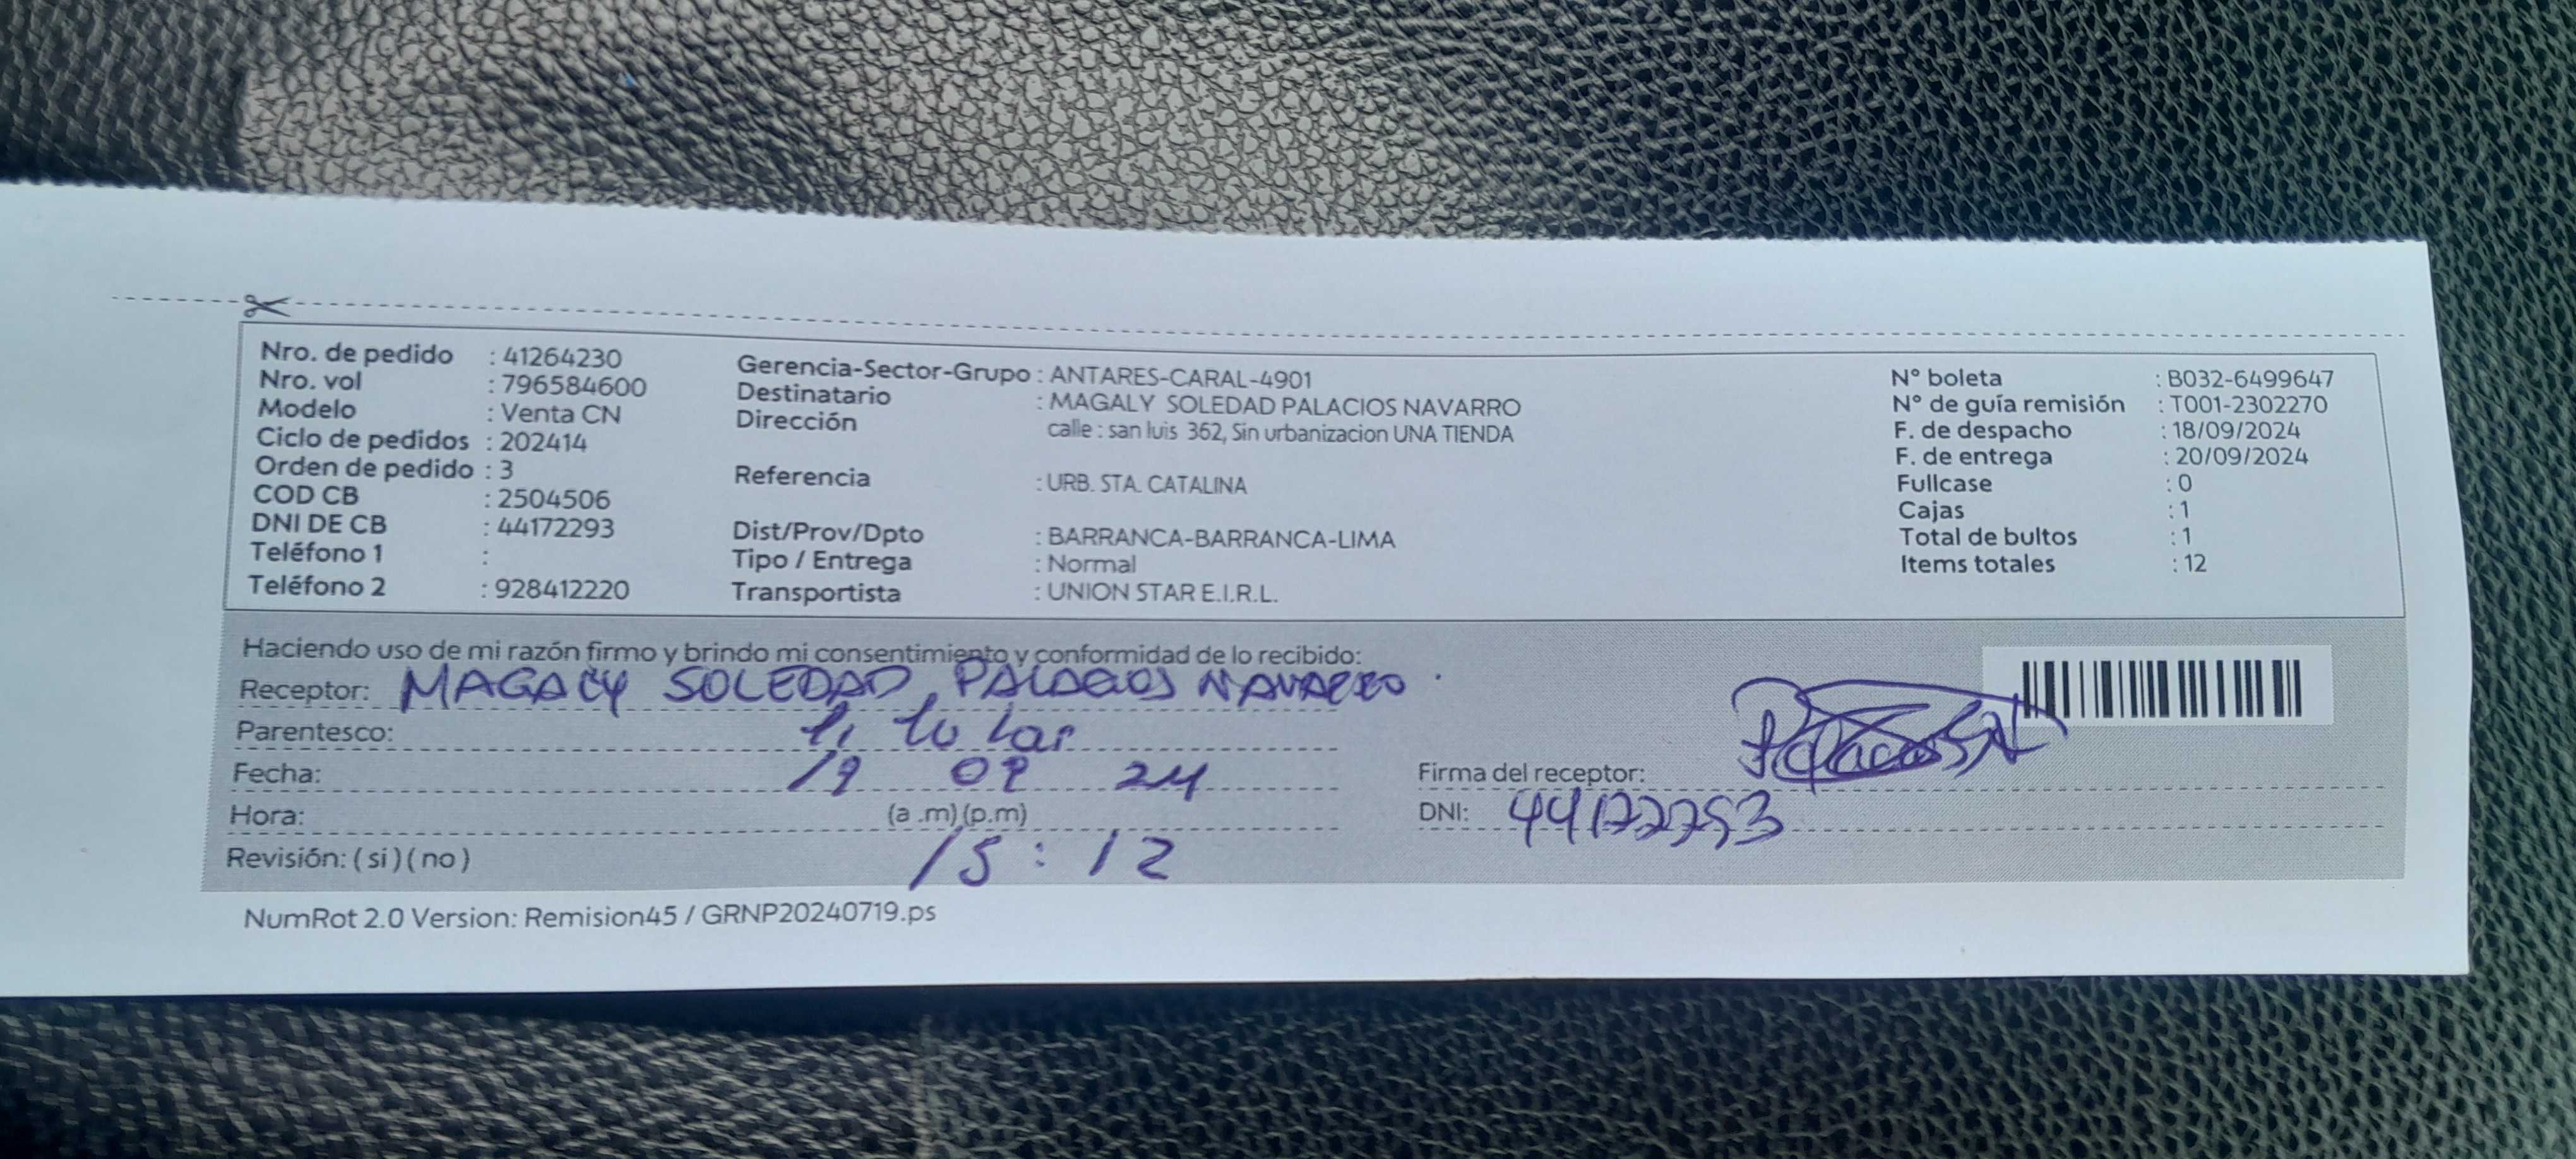 Nro. de pedido : 41264230
Nro. vol : 796584600
Modelo : Venta CN
Ciclo de pedidos : 202414
Orden de pedido : 3
COD CB : 2504506
DNI DE CB : 44172293
Teléfono 1 :
Teléfono 2 : 928412220
Gerencia-Sector-Grupo : ANTARES-CARAL-4901
Destinatario : MAGALY SOLEDAD PALACIOS NAVARRO
Dirección calle : san luis 362, Sin urbanizacion UNA TIENDA
Referencia : URB. STA. CATALINA
Dist/Prov/Dpto : BARRANCA-BARRANCA-LIMA
Tipo / Entrega : Normal
Transportista : UNION STAR E.I.R.L.
N° boleta : B032-6499647
N° de guía remisión : T001-2302270
F. de despacho : 18/09/2024
F. de entrega : 20/09/2024
Fullcase : 0
Cajas : 1
Total de bultos : 1
Items totales : 12
Haciendo uso de mi razón firmo y brindo mi consentimiento y conformidad de lo recibido:
Receptor: MAGALY SOLEDAD PALACIOS NAVARRO
Parentesco: Titular
Fecha: 19 09 24
Hora: (a .m)(p.m)
15 : 12
Revisión: ( si ) ( no )
Firma del receptor:
DNI: 44172293
NumRot 2.0 Version: Remision45 / GRNP20240719.ps